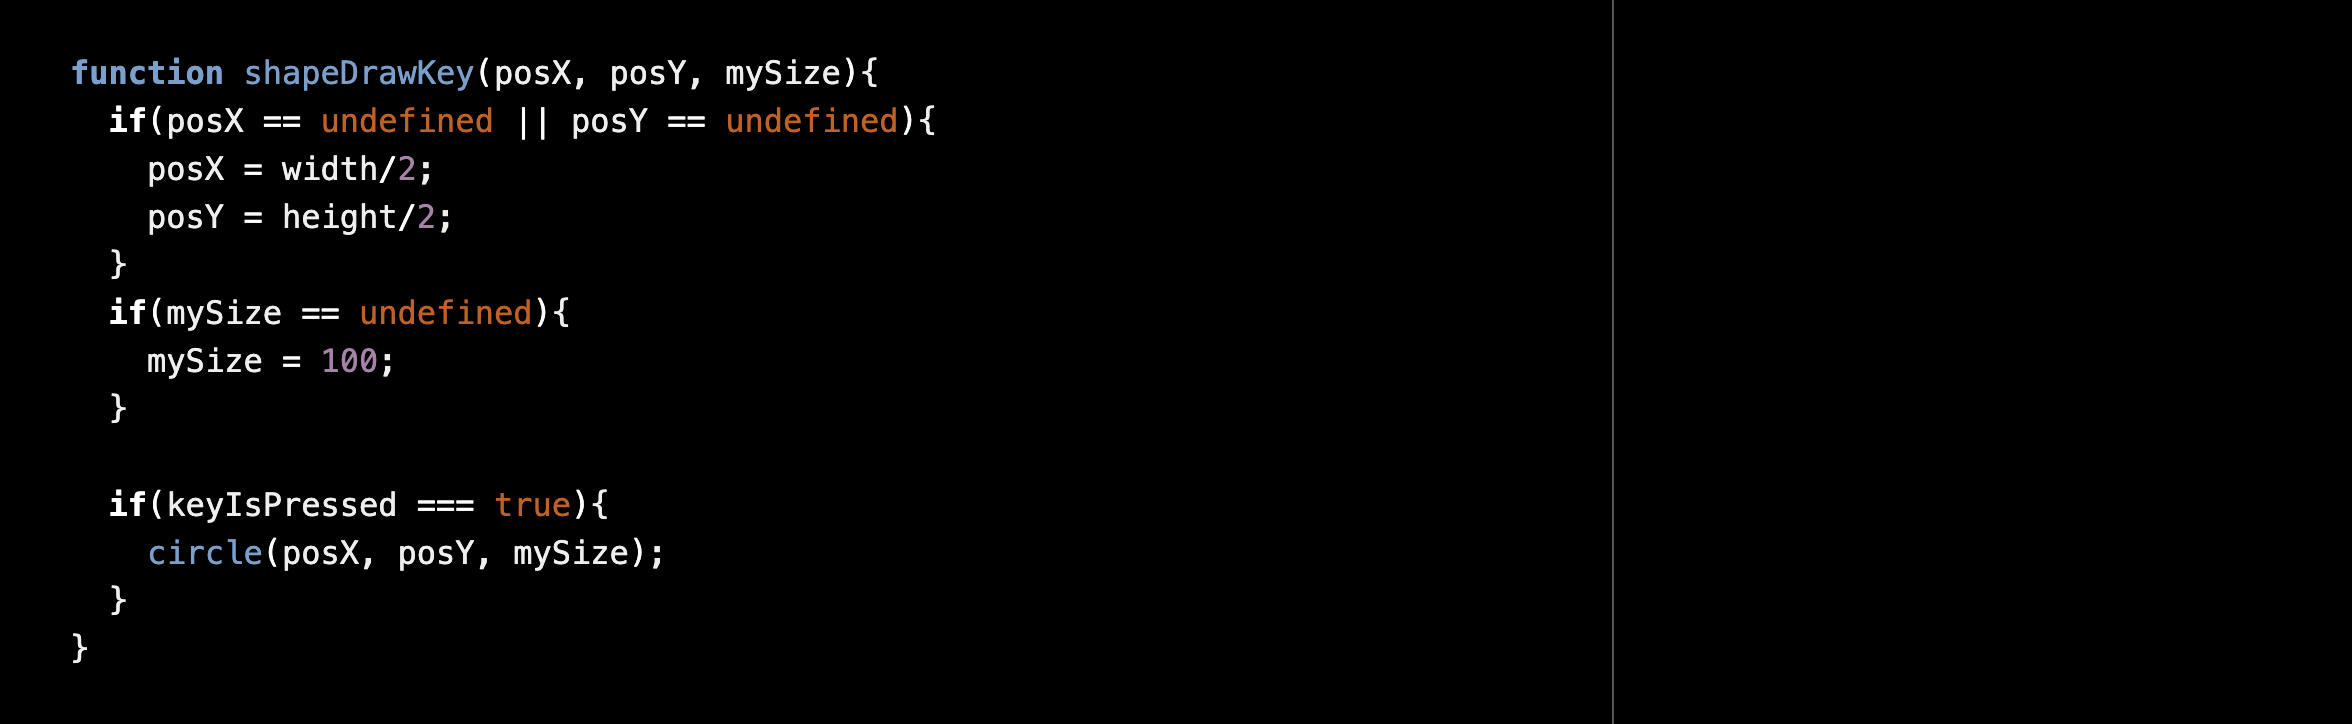 function shapeDrawKey(posX, posY, mySize){
  if(posX == undefined || posY == undefined){
    posX = width/2;
    posY = height/2;
  }
  if(mySize == undefined){
    mySize = 100;
  }

  if(keyIsPressed === true){
    circle(posX, posY, mySize);
  }
}